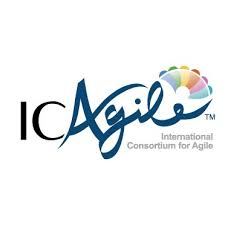 ICAgile™
International
Consortium for Agile